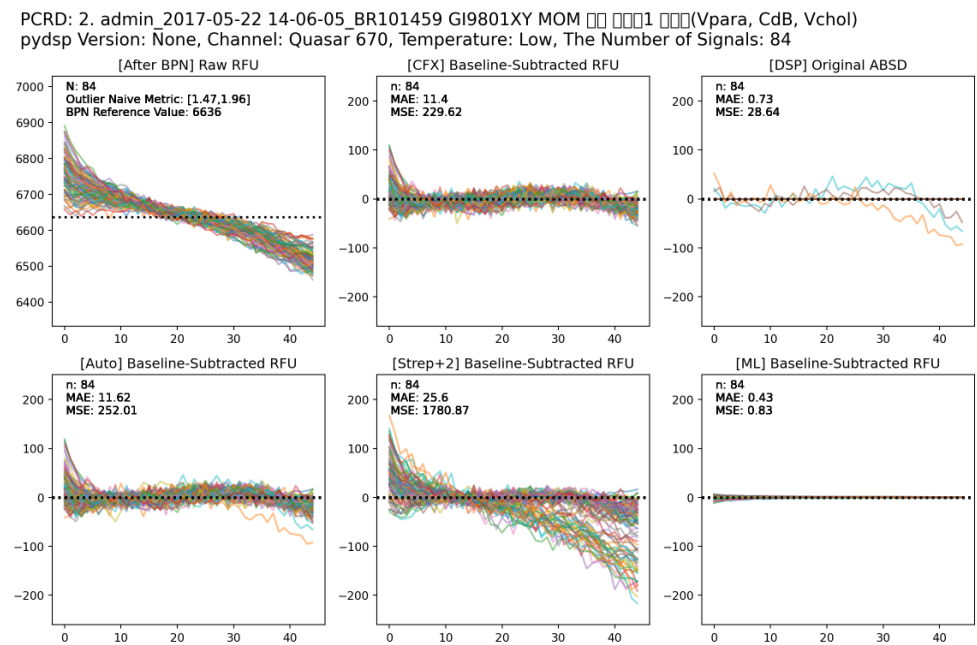 PCRD: 2. admin_2017-05-22 14-06-05_BR101459 GI9801XY MOM □□ □□□1 □□□(Vpara, CdB, Vchol)
pydsp Version: None, Channel: Quasar 670, Temperature: Low, The Number of Signals: 84
[After BPN] Raw RFU
N: 84
Outlier Naive Metric: [1.47,1.96]
BPN Reference Value: 6636
7000
6900
6800
6700
6600
6500
6400
0 10 20 30 40
[CFX] Baseline-Subtracted RFU
n: 84
MAE: 11.4
MSE: 229.62
200
100
0
−100
−200
0 10 20 30 40
[DSP] Original ABSD
n: 84
MAE: 0.73
MSE: 28.64
200
100
0
−100
−200
0 10 20 30 40
[Auto] Baseline-Subtracted RFU
n: 84
MAE: 11.62
MSE: 252.01
200
100
0
−100
−200
0 10 20 30 40
[Strep+2] Baseline-Subtracted RFU
n: 84
MAE: 25.6
MSE: 1780.87
200
100
0
−100
−200
0 10 20 30 40
[ML] Baseline-Subtracted RFU
n: 84
MAE: 0.43
MSE: 0.83
200
100
0
−100
−200
0 10 20 30 40